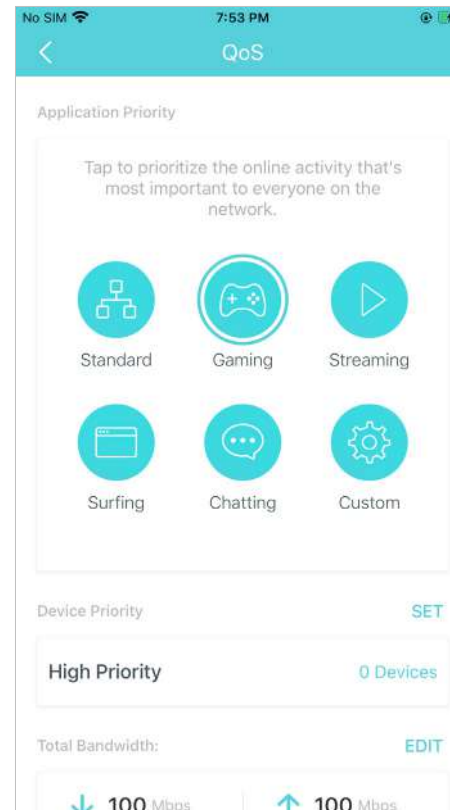 No SIM 7:53 PM
QoS
Application Priority
Tap to prioritize the online activity that's
most important to everyone on the
network.
Standard Gaming Streaming
Surfing Chatting Custom
Device Priority SET
High Priority 0 Devices
Total Bandwidth: EDIT
100 Mbps 100 Mbps